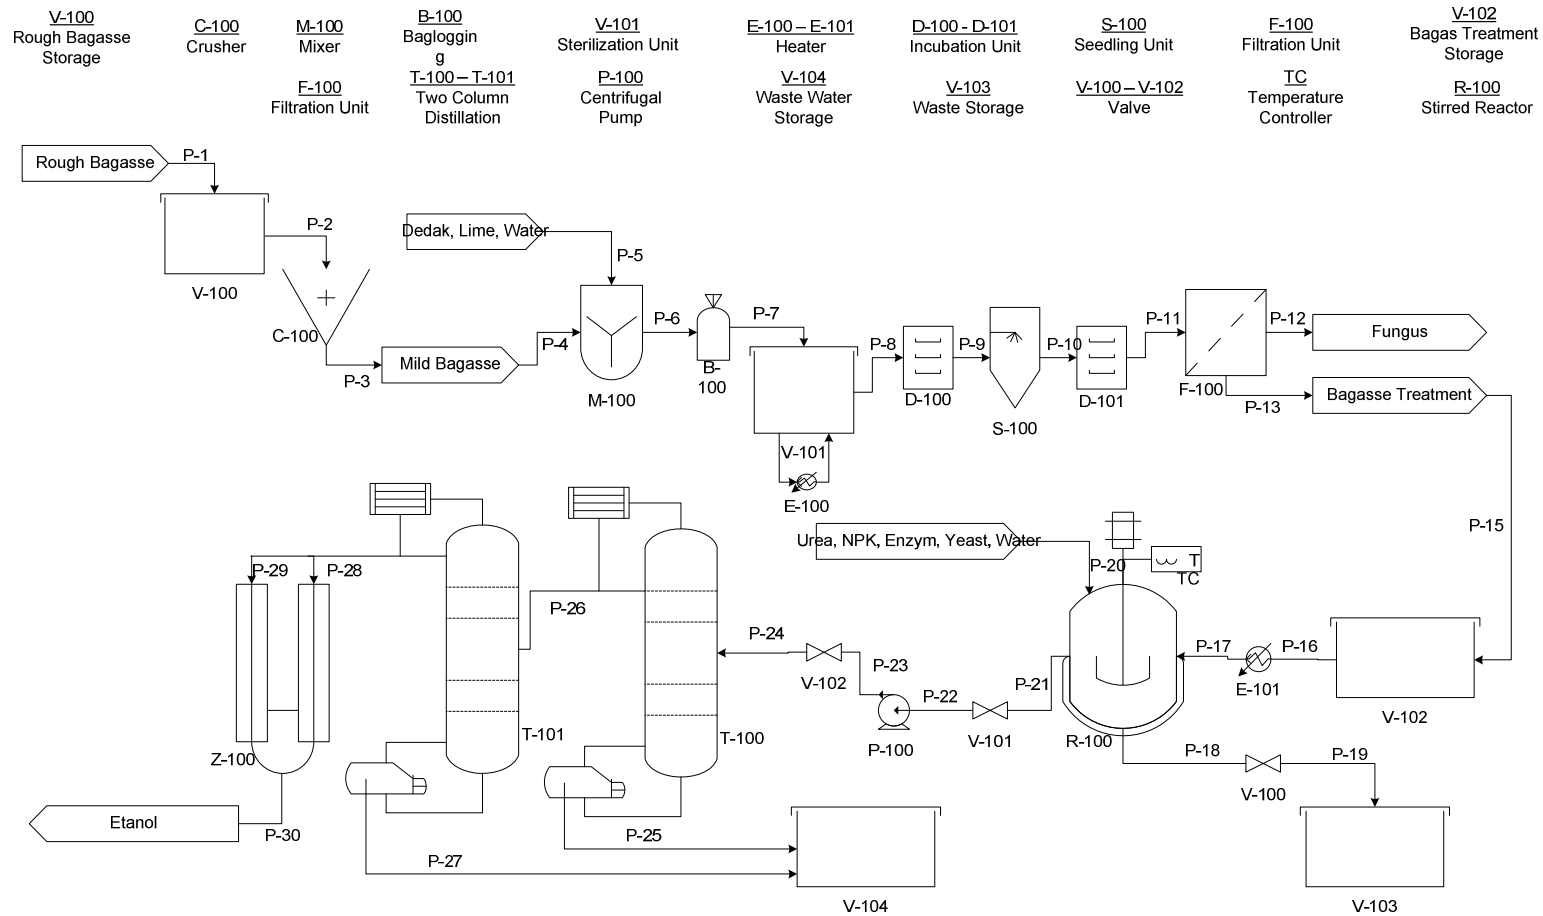 V-100
Rough Bagasse
Storage
C-100
Crusher
M-100
Mixer
B-100
Bagloggin
g
V-101
Sterilization Unit
E-100 – E-101
Heater
D-100 - D-101
Incubation Unit
S-100
Seedling Unit
F-100
Filtration Unit
V-102
Bagas Treatment
Storage
F-100
Filtration Unit
T-100 – T-101
Two Column
Distillation
P-100
Centrifugal
Pump
V-104
Waste Water
Storage
V-103
Waste Storage
V-100 – V-102
Valve
TC
Temperature
Controller
R-100
Stirred Reactor
Rough Bagasse
P-1
P-2
V-100
C-100
P-3
Dedak, Lime, Water
P-5
Mild Bagasse
P-4
M-100
P-6
B-
100
P-7
V-101
E-100
P-8
D-100
P-9
S-100
P-10
D-101
P-11
F-100
P-12
Fungus
P-13
Bagasse Treatment
P-15
Urea, NPK, Enzym, Yeast, Water
P-20
T
TC
P-17
P-16
E-101
V-102
R-100
P-18
P-19
V-100
V-103
P-21
V-101
P-22
P-100
P-23
V-102
P-24
T-100
P-26
P-25
T-101
P-27
V-104
P-29
P-28
Z-100
P-30
Etanol